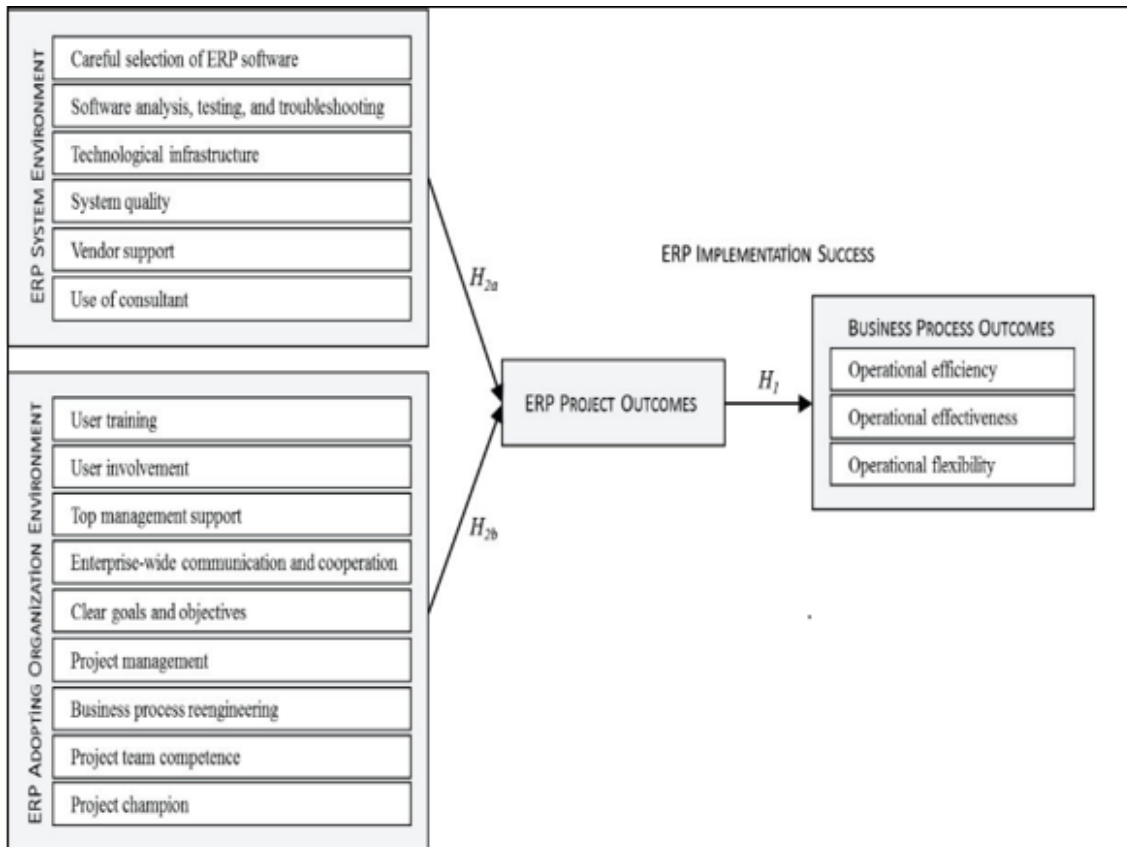 ERP SYSTEM ENVIRONMENT
Careful selection of ERP software
Software analysis, testing, and troubleshooting
Technological infrastructure
System quality
Vendor support
Use of consultant
ERP ADOPTING ORGANIZATION ENVIRONMENT
User training
User involvement
Top management support
Enterprise-wide communication and cooperation
Clear goals and objectives
Project management
Business process reengineering
Project team competence
Project champion
H2a
H2b
ERP PROJECT OUTCOMES
H1
ERP IMPLEMENTATION SUCCESS
BUSINESS PROCESS OUTCOMES
Operational efficiency
Operational effectiveness
Operational flexibility